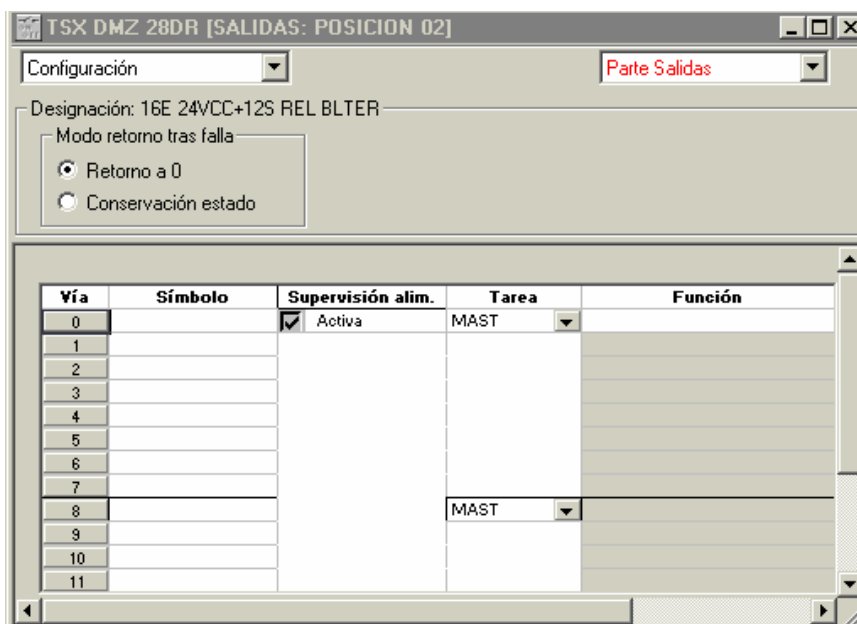 TSX DMZ 28DR [SALIDAS: POSICION 02]
Configuración Parte Salidas
Designación: 16E 24VCC+12S REL BLTER
Modo retorno tras falla
Retorno a 0
Conservación estado
Vía Símbolo Supervisión alim. Tarea Función
0 Activa MAST
1
2
3
4
5
6
7
8 MAST
9
10
11